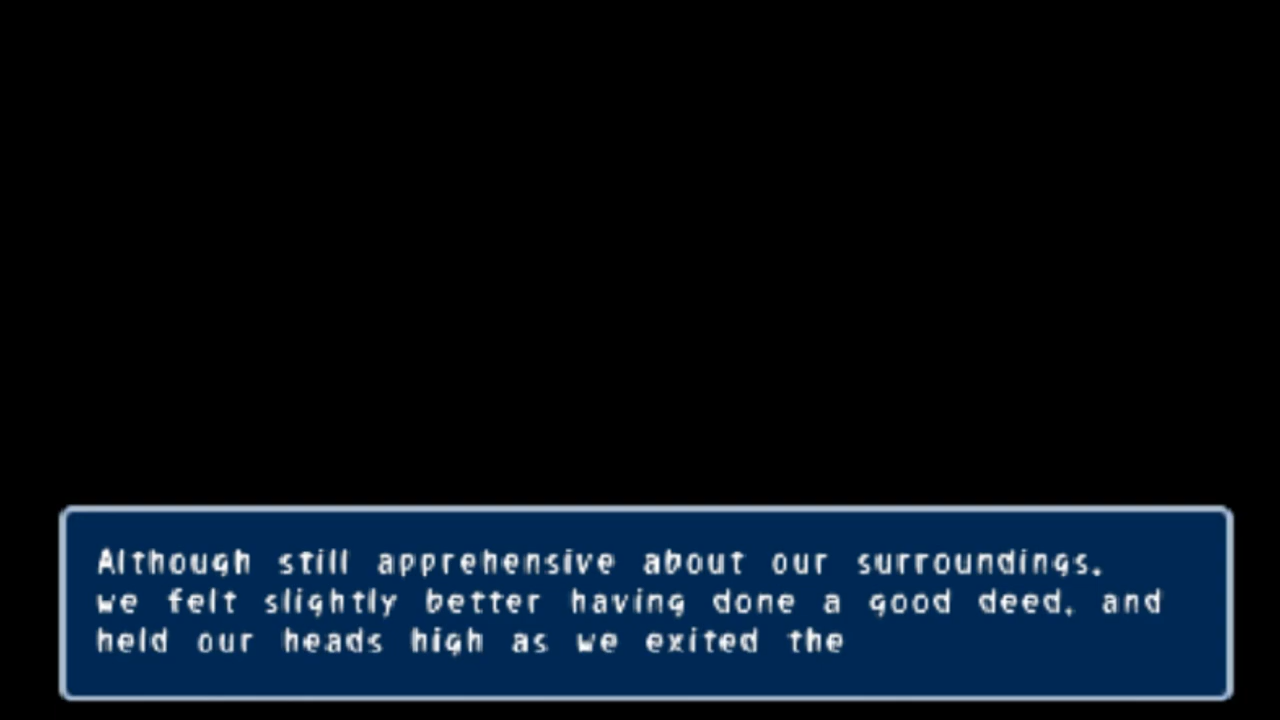 Although still apprehensive about our surroundings.
we felt slightly better having done a good deed, and
held our heads high as we exited the